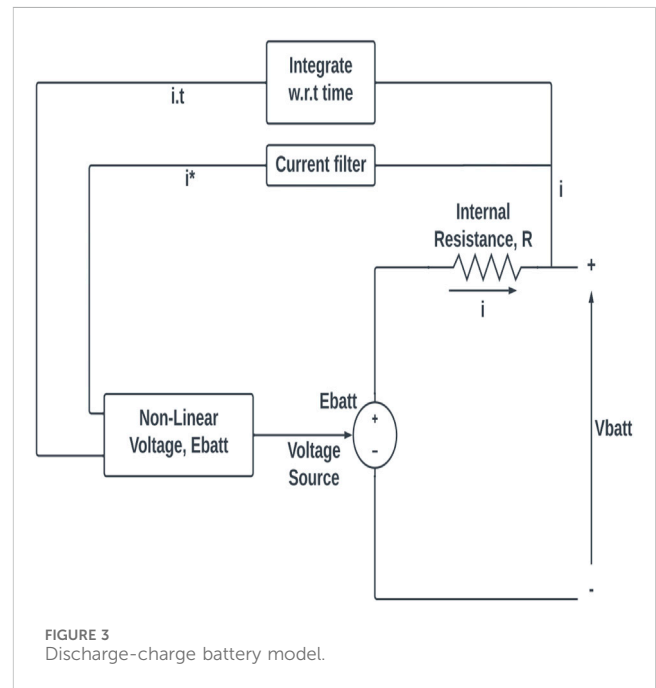 Integrate
w.r.t time
i.t
Current filter
i*
i
Internal
Resistance, R
+
i
Ebatt
+
-
Non-Linear
Voltage, Ebatt
Voltage
Source
Vbatt
-
FIGURE 3
Discharge-charge battery model.